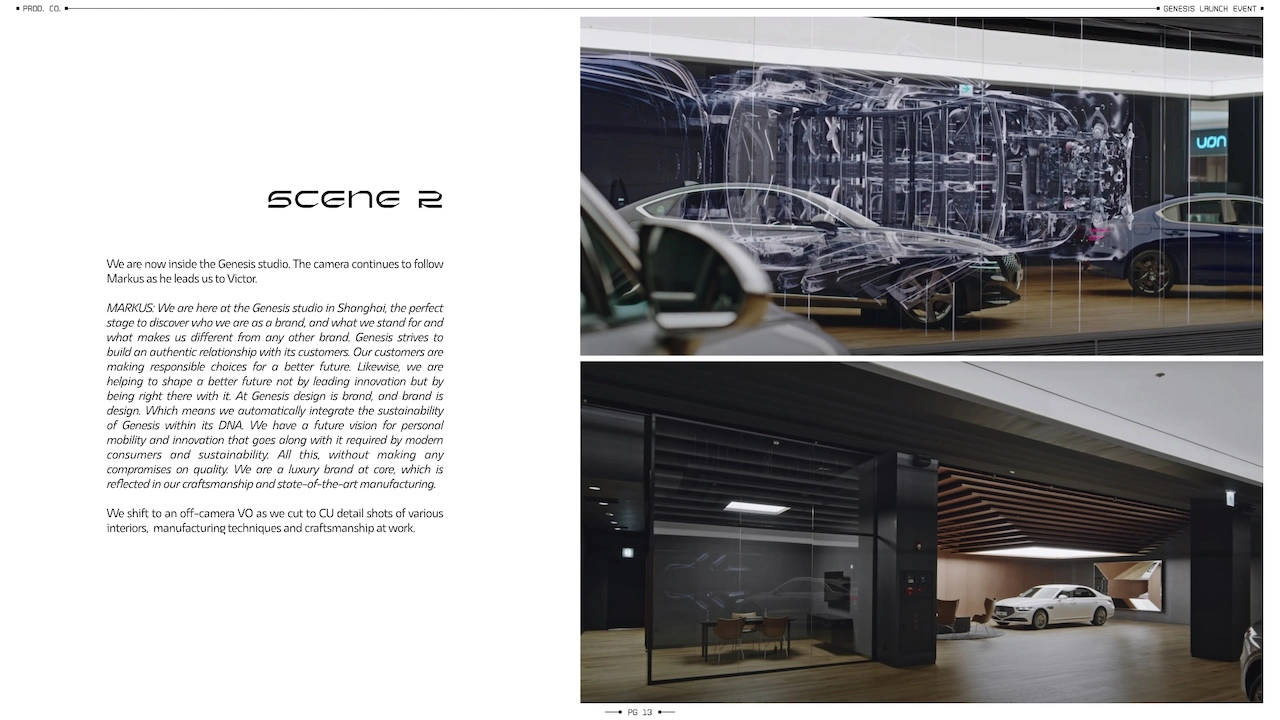 PROD. CO.
GENESIS LAUNCH EVENT
SCENE 2
We are now inside the Genesis studio. The camera continues to follow
Markus as he leads us to Victor.
MARKUS: We are here at the Genesis studio in Shanghai, the perfect
stage to discover who we are as a brand, and what we stand for and
what makes us different from any other brand. Genesis strives to
build an authentic relationship with its customers. Our customers are
making responsible choices for a better future. Likewise, we are
helping to shape a better future not by leading innovation but by
being right there with it. At Genesis design is brand, and brand is
design. Which means we automatically integrate the sustainability
of Genesis within its DNA. We have a future vision for personal
mobility and innovation that goes along with it required by modern
consumers and sustainability. All this, without making any
compromises on quality. We are a luxury brand at core, which is
reflected in our craftsmanship and state-of-the-art manufacturing.
We shift to an off-camera VO as we cut to CU detail shots of various
interiors, manufacturing techniques and craftsmanship at work.
PG 13